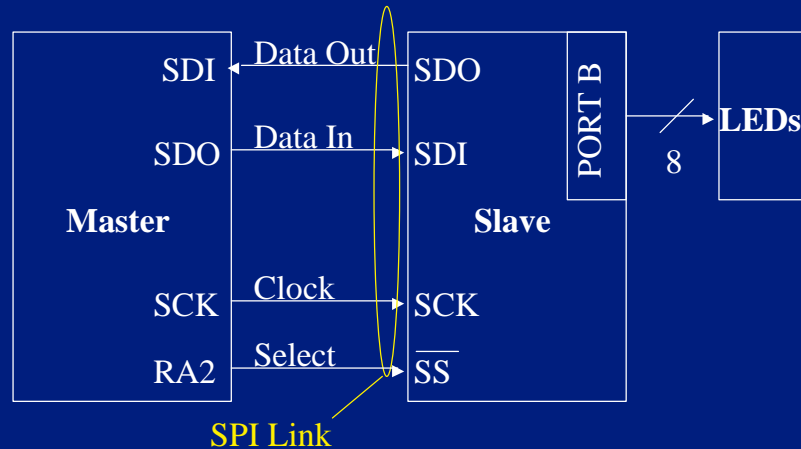 SDI
Data Out
SDO
PORT B
LEDs
SDO
Data In
SDI
8
Master
Slave
SCK
Clock
SCK
RA2
Select
SS
SPI Link